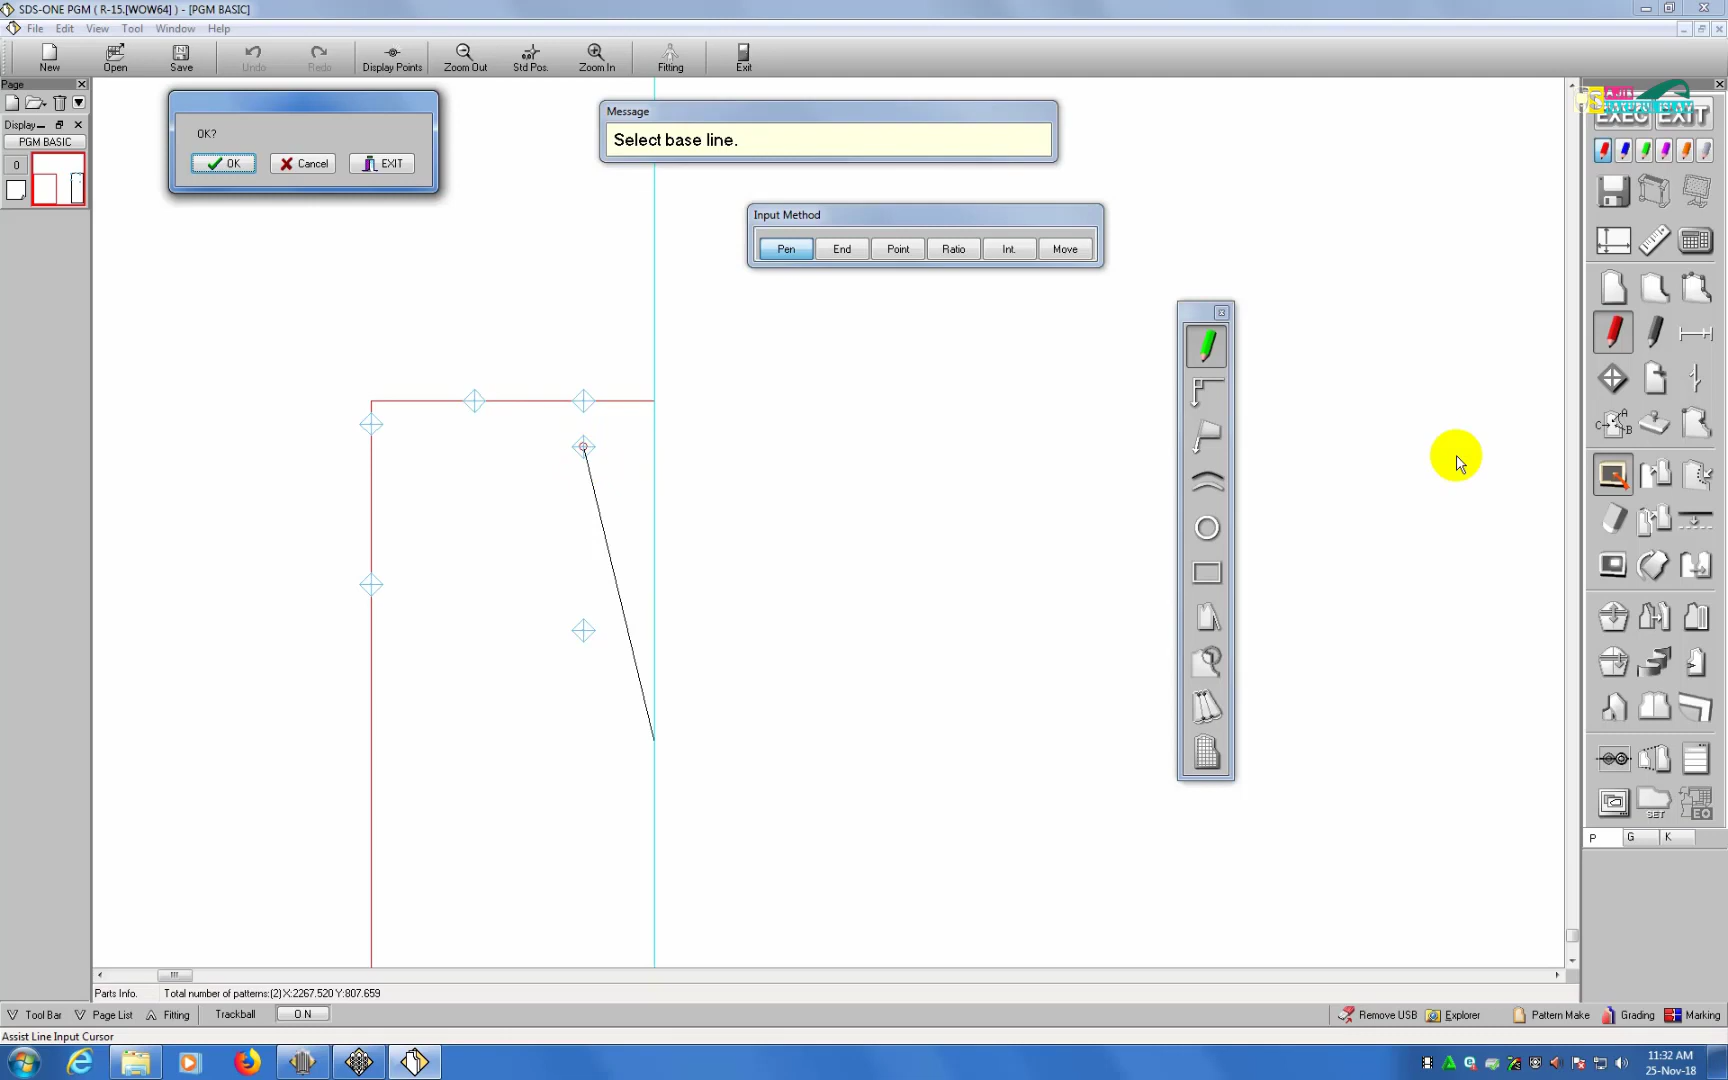 SDS-ONE PGM ( R-15.[WOW64] ) - [PGM BASIC]
File Edit View Tool Window Help
New Open Save Undo Redo Display Points Zoom Out Std Pos. Zoom In Fitting Exit
Page
Display
PGM BASIC
0
OK?
OK Cancel EXIT
Message
Select base line.
Input Method
Pen End Point Ratio Int. Move
EXEC EXIT
A
C B
SET EQ
P G K
Parts Info. Total number of patterns:(2)X:2267.520 Y:807.659
Tool Bar Page List Fitting Trackball ON Remove USB Explorer Pattern Make Grading Marking
Assist Line Input Cursor
11:32 AM
25-Nov-18